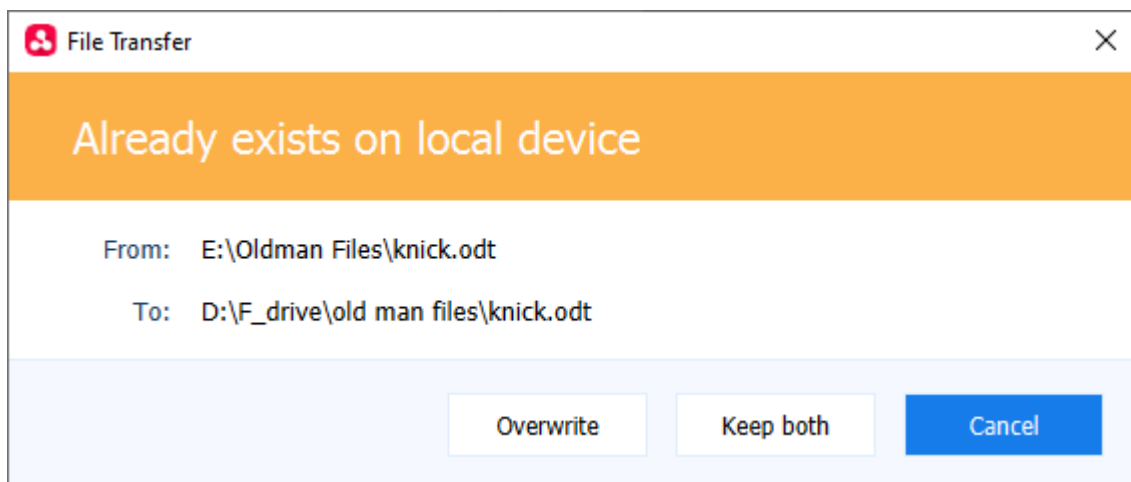 File Transfer
Already exists on local device
From: E:\Oldman Files\knick.odt
To: D:\F_drive\old man files\knick.odt
Overwrite Keep both Cancel